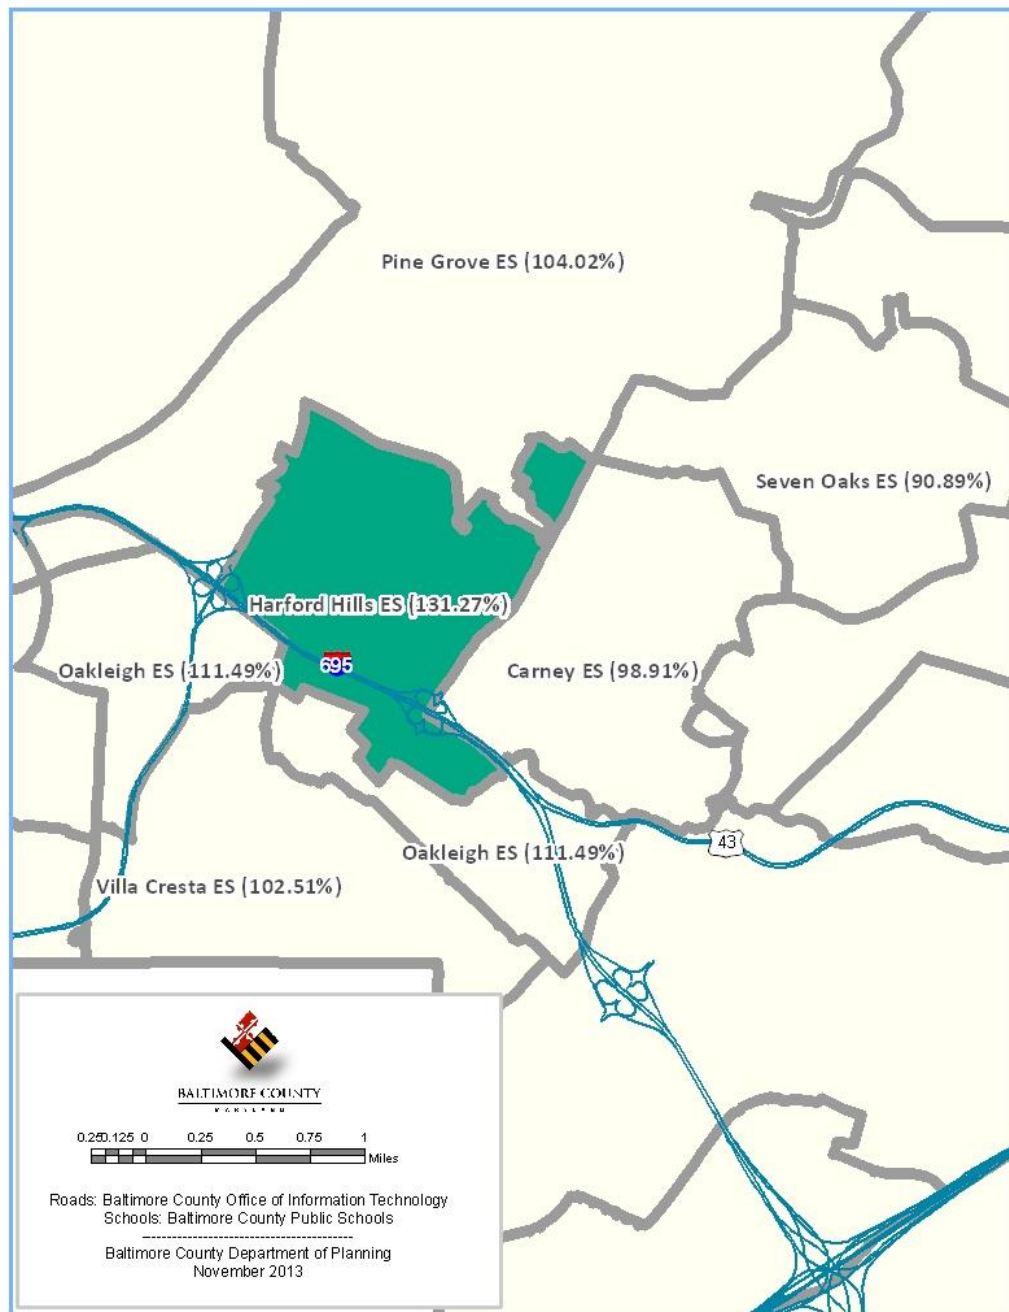 Pine Grove ES (104.02%)
Seven Oaks ES (90.89%)
Harford Hills ES (131.27%)
695
Oakleigh ES (111.49%)
Carney ES (98.91%)
43
Oakleigh ES (111.49%)
Villa Cresta ES (102.51%)
BALTIMORE COUNTY
MARYLAND
0.25 0.125 0 0.25 0.5 0.75 1
Miles
Roads: Baltimore County Office of Information Technology
Schools: Baltimore County Public Schools
Baltimore County Department of Planning
November 2013